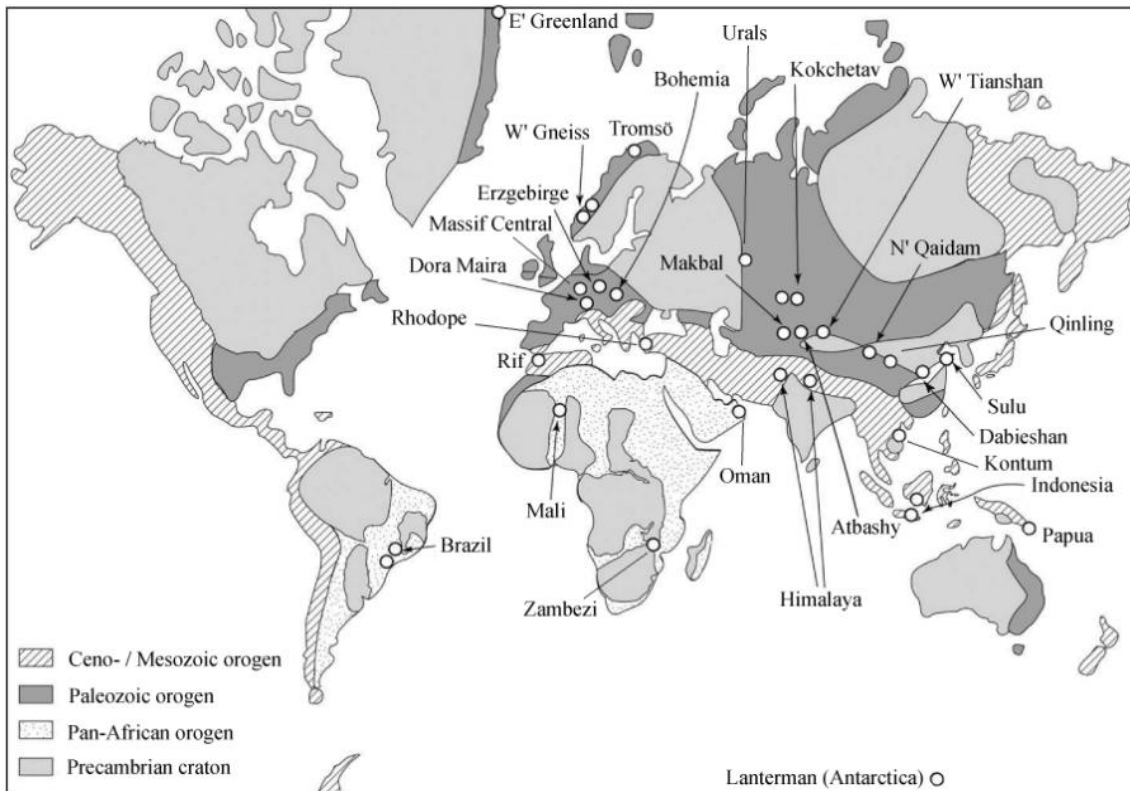 E' Greenland
Urals
Kokchetav
W' Tianshan
Bohemia
Tromsö
W' Gneiss
Erzgebirge
Massif Central
Dora Maira
Makbal
N' Qaidam
Rhodope
Qinling
Rif
Sulu
Dabieshan
Kontum
Oman
Indonesia
Mali
Atbashy
Papua
Brazil
Zambezi
Himalaya
Ceno- / Mesozoic orogen
Paleozoic orogen
Pan-African orogen
Precambrian craton
Lanterman (Antarctica)